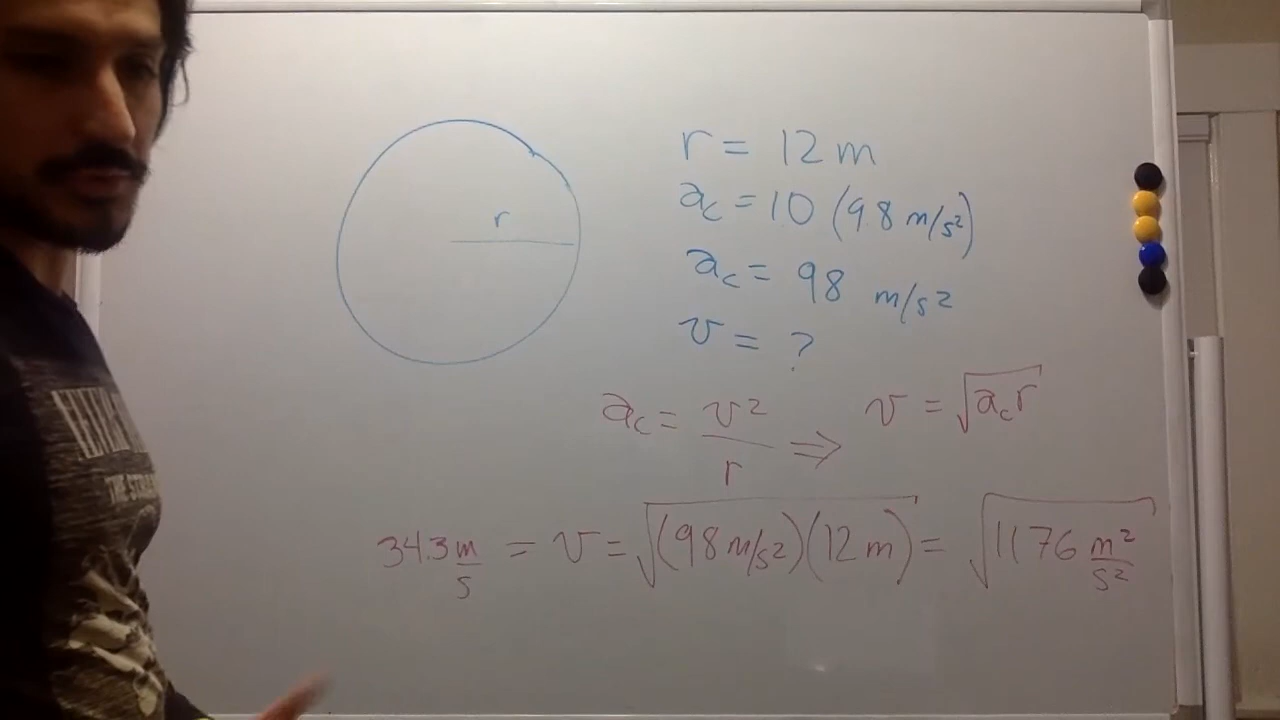 r
r = 12 m
ac = 10 (9.8 m/s²)
ac = 98 m/s²
v = ?
ac = v²/r ⇒ v = √(ac r)
34.3 m/s = v = √((98 m/s²)(12 m)) = √(1176 m²/s²)